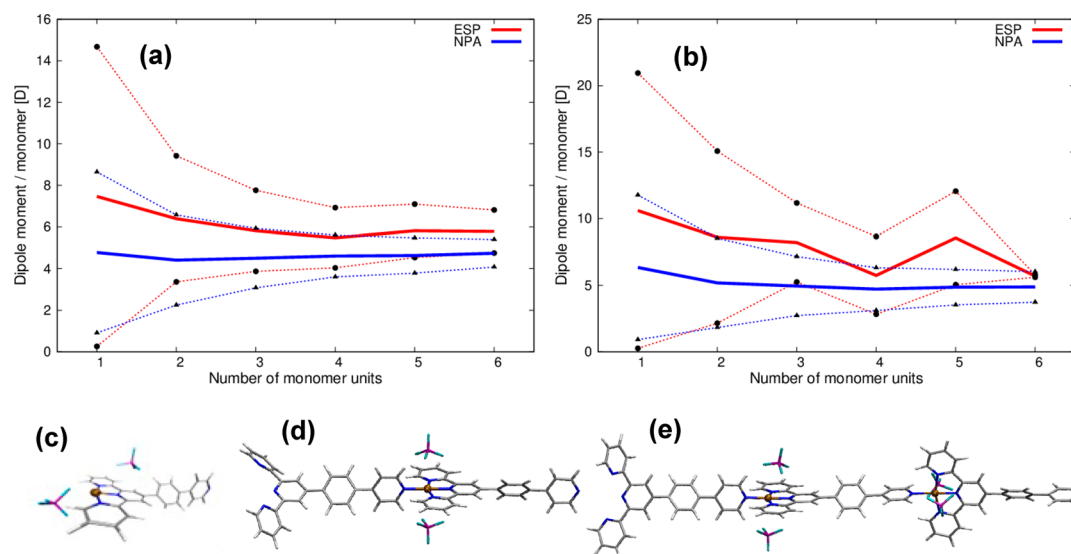 (a)
ESP
NPA
Dipole moment / monomer [D]
16
14
12
10
8
6
4
2
0
1 2 3 4 5 6
Number of monomer units
(b)
ESP
NPA
Dipole moment / monomer [D]
25
20
15
10
5
0
1 2 3 4 5 6
Number of monomer units
(c)
(d)
(e)